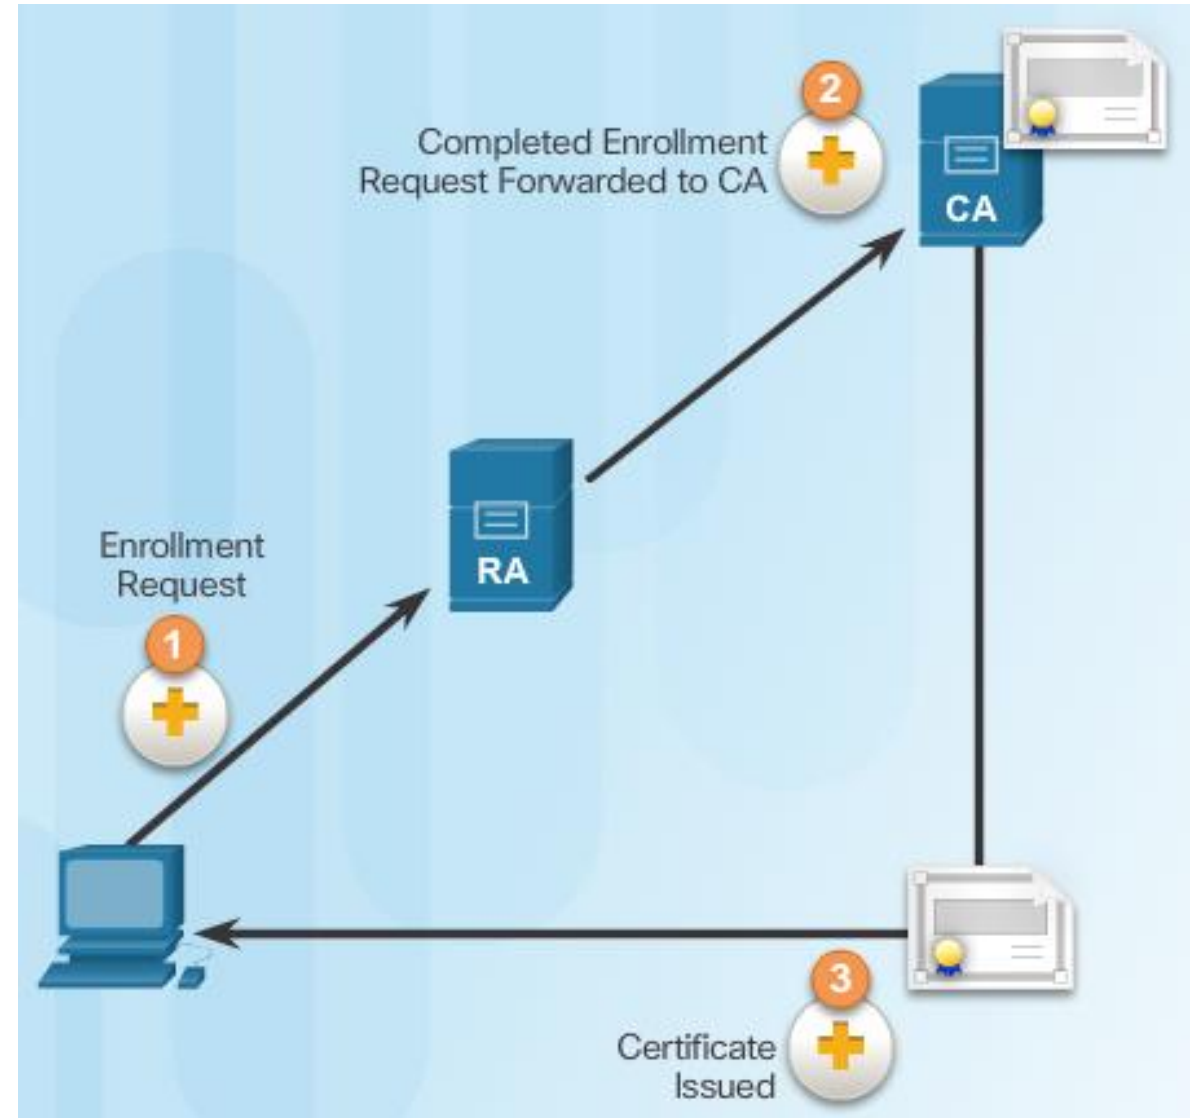 2
Completed Enrollment
Request Forwarded to CA
CA
RA
Enrollment
Request
1
3
Certificate
Issued